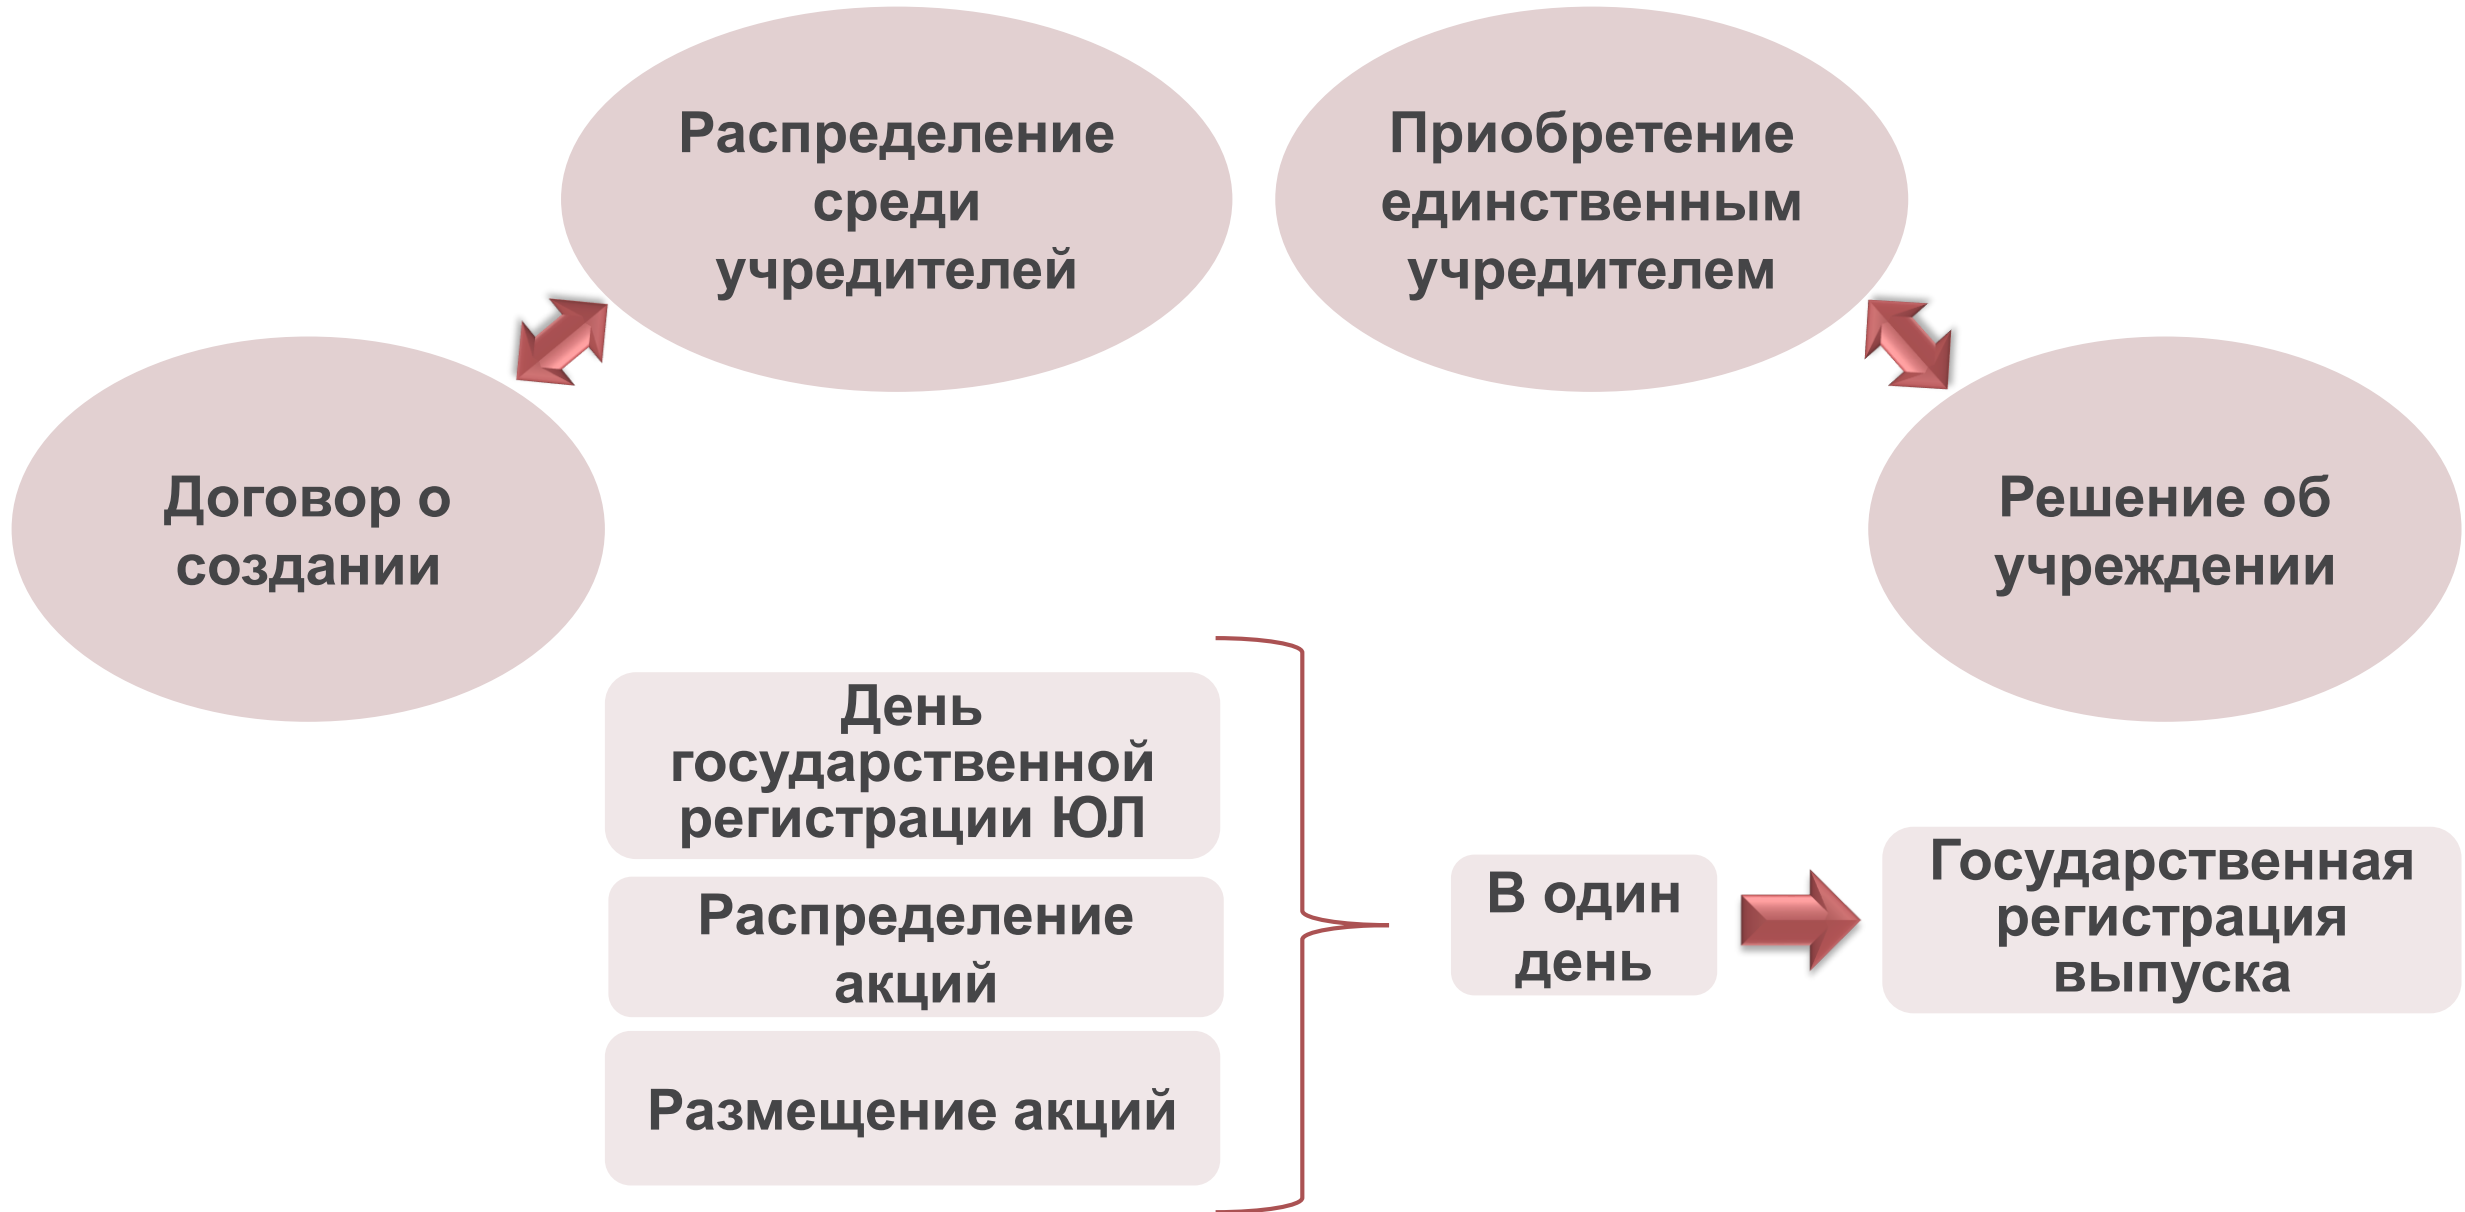 Распределение
среди
учредителей
Приобретение
единственным
учредителем
Договор о
создании
Решение об
учреждении
День
государственной
регистрации ЮЛ
Распределение
акций
Размещение акций
В один
день
Государственная
регистрация
выпуска